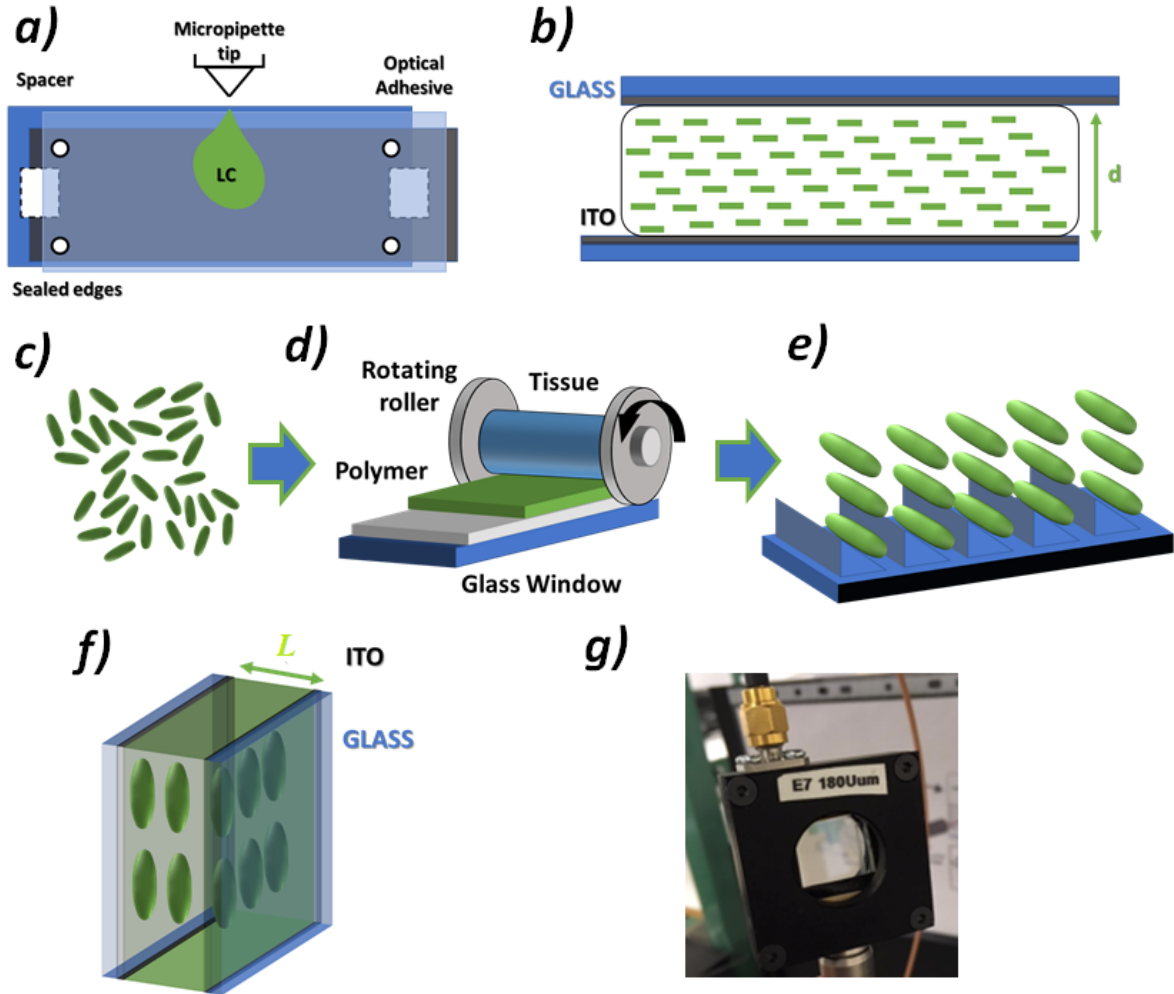 a)
Micropipette
tip
Spacer
Optical
Adhesive
LC
Sealed edges
b)
GLASS
ITO
d
c)
d)
Rotating
roller
Tissue
Polymer
Glass Window
e)
f)
L
ITO
GLASS
g)
E7 180Uum